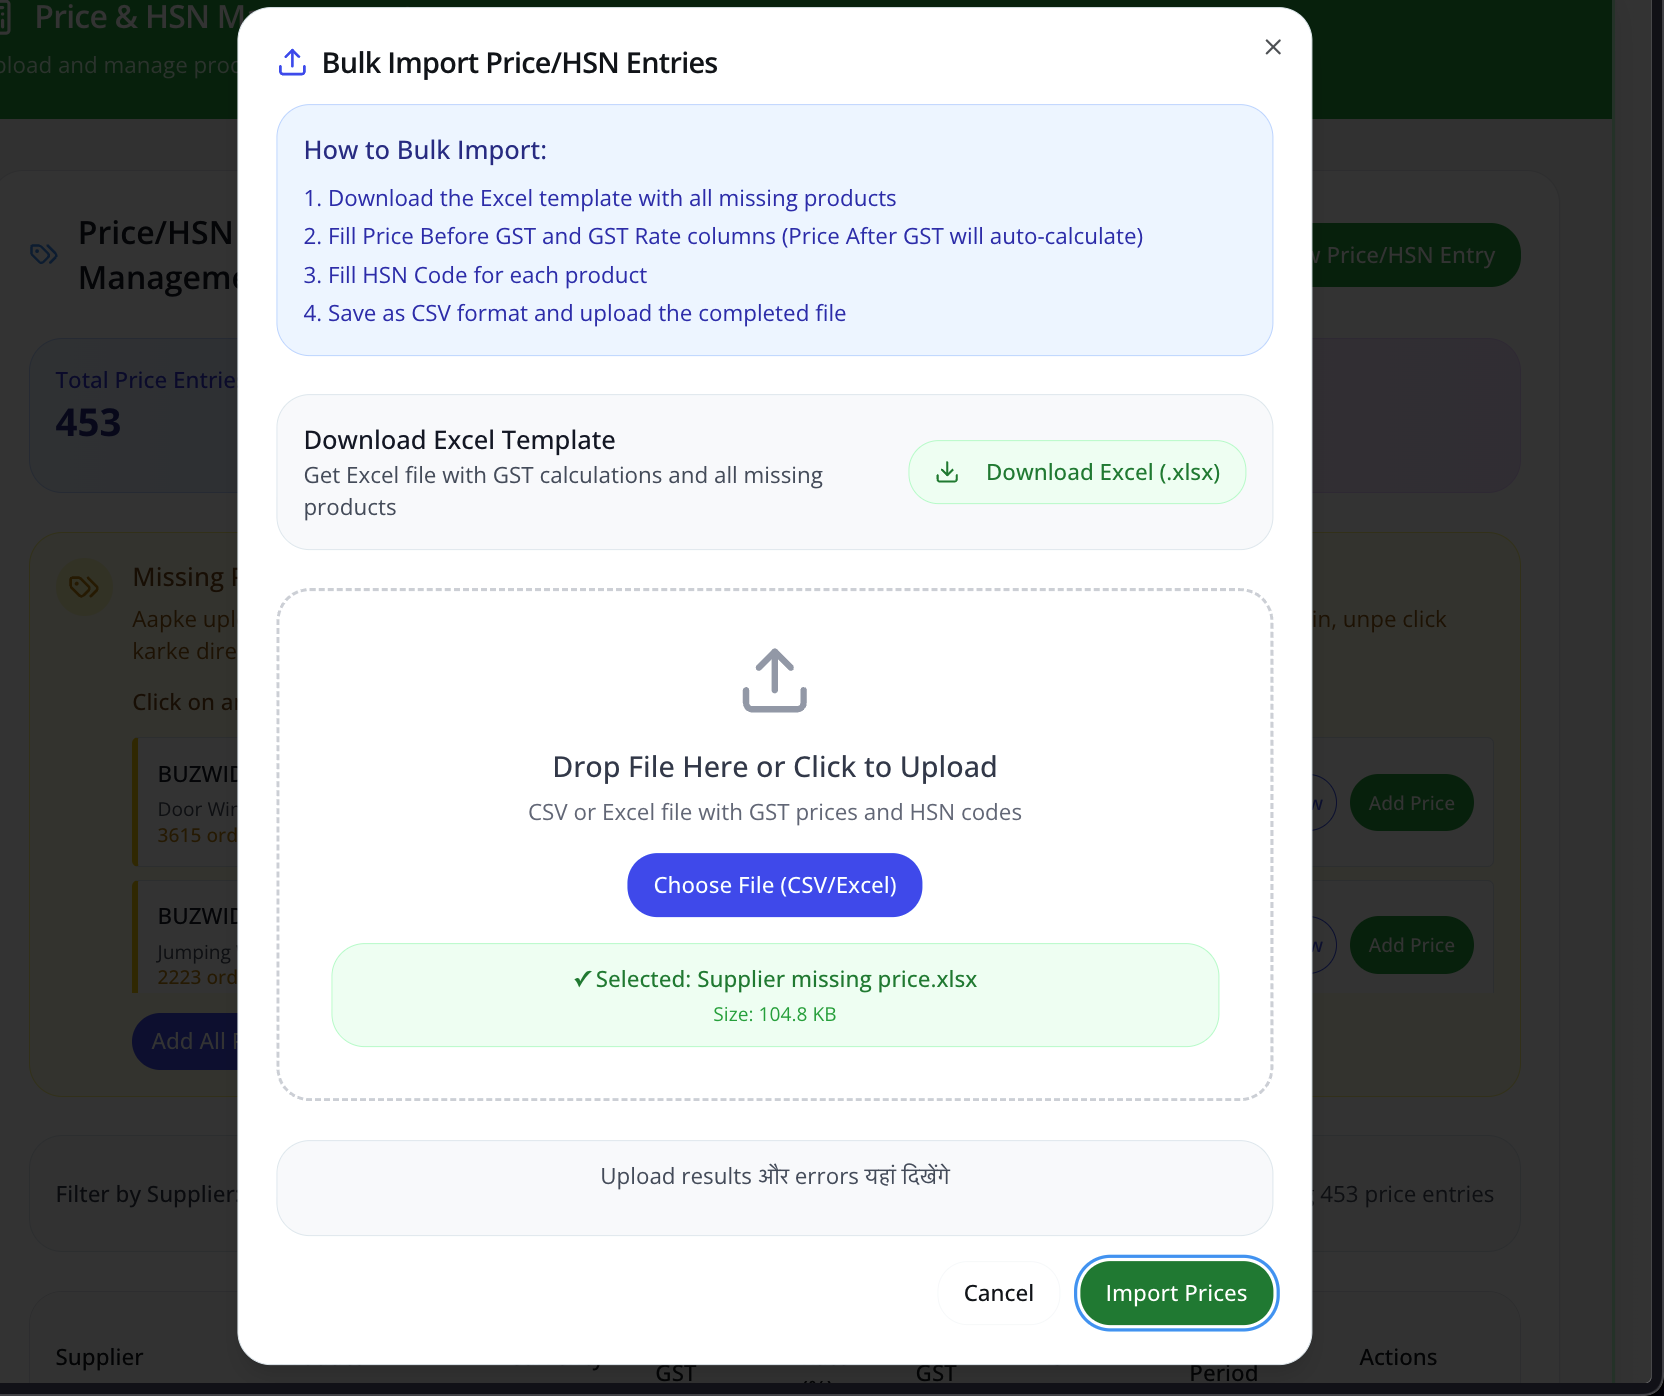 Price & HSN M
pload and manage prod
Bulk Import Price/HSN Entries
How to Bulk Import:
1. Download the Excel template with all missing products
2. Fill Price Before GST and GST Rate columns (Price After GST will auto-calculate)
3. Fill HSN Code for each product
4. Save as CSV format and upload the completed file
Price/HSN
Manageme
w Price/HSN Entry
Total Price Entrie
453
Download Excel Template
Get Excel file with GST calculations and all missing
products
Download Excel (.xlsx)
Missing P
Aapke upl
in, unpe click
karke dire
Click on an
Drop File Here or Click to Upload
CSV or Excel file with GST prices and HSN codes
Choose File (CSV/Excel)
✓ Selected: Supplier missing price.xlsx
Size: 104.8 KB
BUZWID
Door Win
3615 ord
w Add Price
BUZWID
Jumping
2223 ord
w Add Price
Add All P
Upload results और errors यहां दिखेंगे
Filter by Supplier:
453 price entries
Cancel
Import Prices
Supplier
GST
GST
Period
Actions